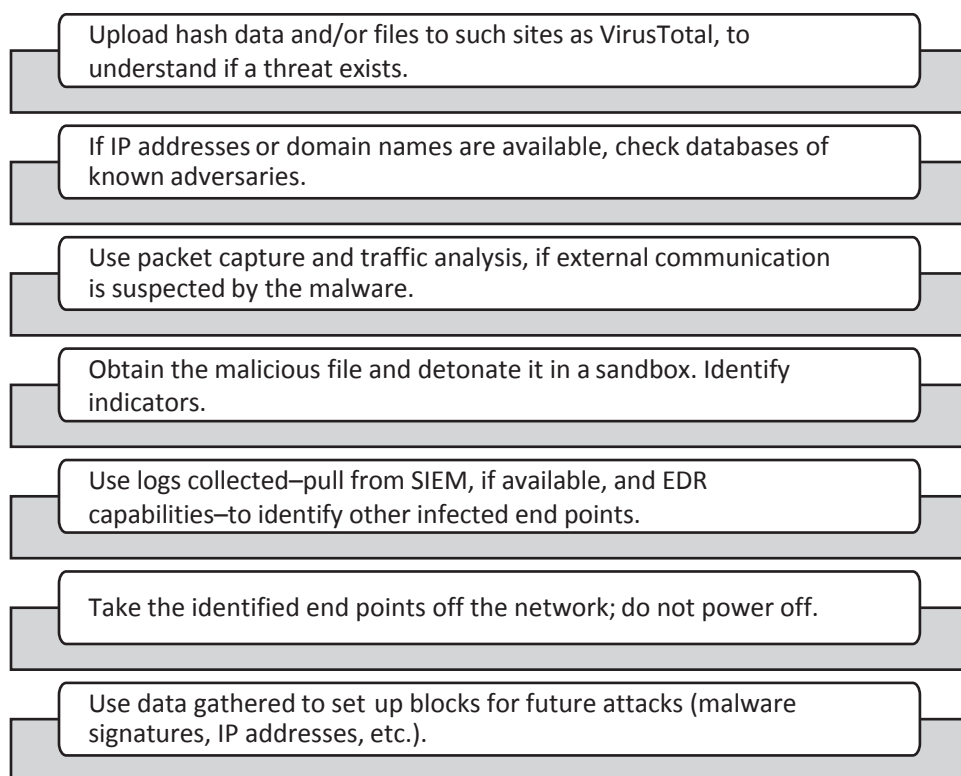 Upload hash data and/or files to such sites as VirusTotal, to
understand if a threat exists.
If IP addresses or domain names are available, check databases of
known adversaries.
Use packet capture and traffic analysis, if external communication
is suspected by the malware.
Obtain the malicious file and detonate it in a sandbox. Identify
indicators.
Use logs collected–pull from SIEM, if available, and EDR
capabilities–to identify other infected end points.
Take the identified end points off the network; do not power off.
Use data gathered to set up blocks for future attacks (malware
signatures, IP addresses, etc.).